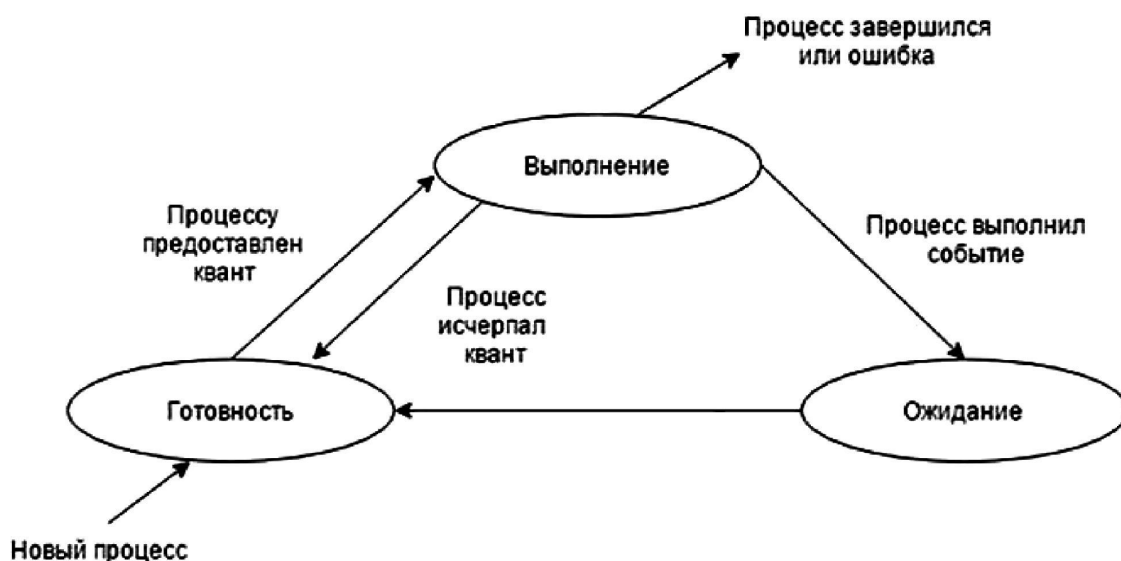 Процесс завершился
или ошибка
Выполнение
Процессу
предоставлен
квант
Процесс выполнил
событие
Процесс
исчерпал
квант
Готовность
Ожидание
Новый процесс